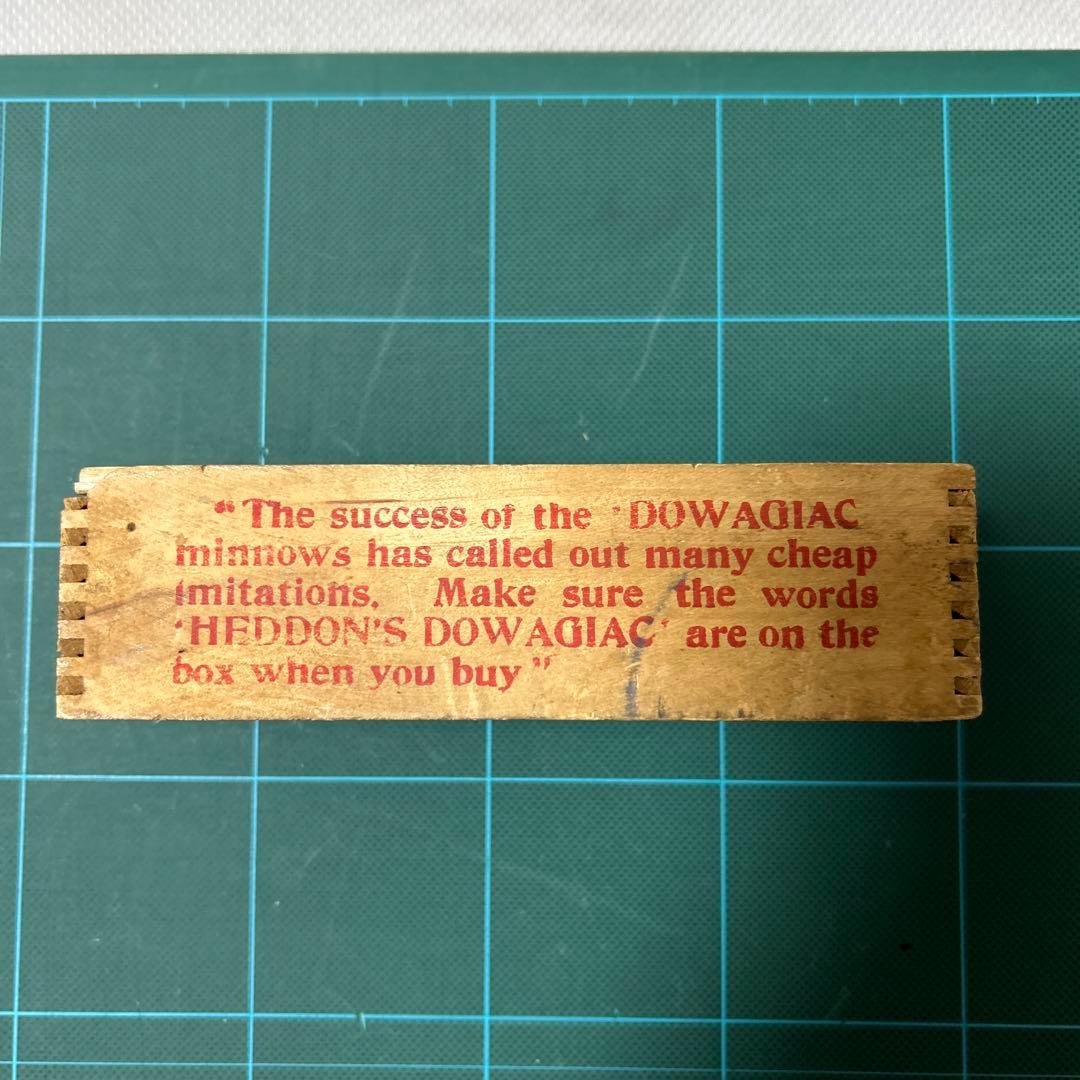 "The success of the 'DOWAGIAC
minnows has called out many cheap
imitations. Make sure the words
'HEDDON'S DOWAGIAC' are on the
box when you buy"